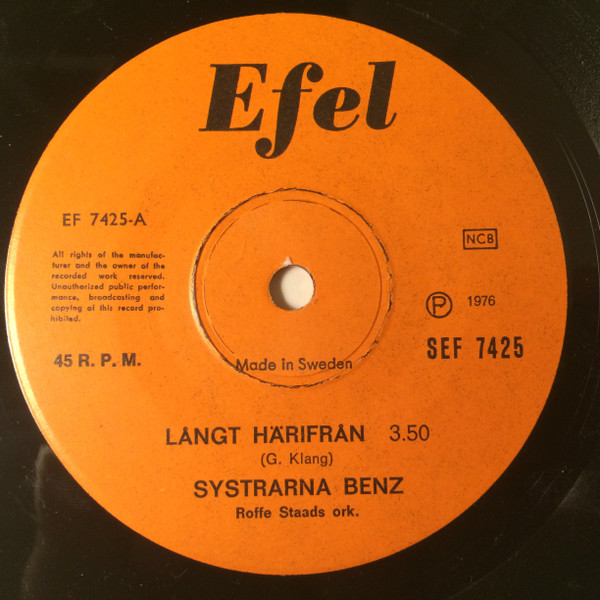 Efel
EF 7425-A
All rights of the manufac-
turer and the owner of the
recorded work reserved.
Unauthorized public perfor-
mance, broadcasting and
copying of this record pro-
hibited.
45 R. P. M.
NCB
Ⓟ 1976
SEF 7425
Made in Sweden
LÅNGT HÄRIFRÅN 3.50
(G. Klang)
SYSTRARNA BENZ
Roffe Staads ork.